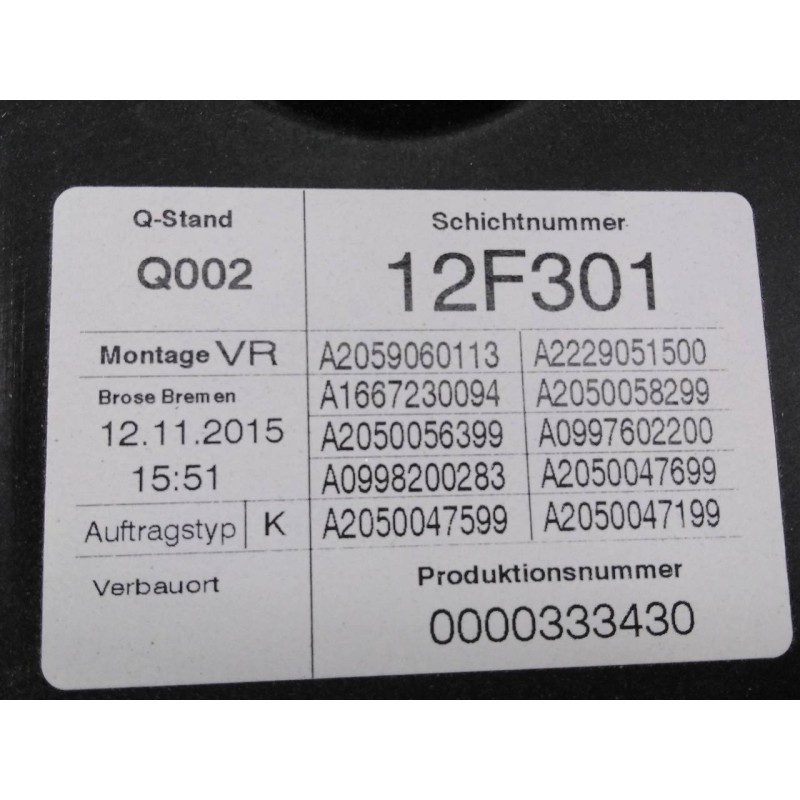 Q-Stand
Schichtnummer
Q002
12F301
Montage VR
A2059060113
A2229051500
Brose Bremen
A1667230094
A2050058299
12.11.2015
A2050056399
A0997602200
15:51
A0998200283
A2050047699
Auftragstyp K
A2050047599
A2050047199
Verbauort
Produktionsnummer
0000333430